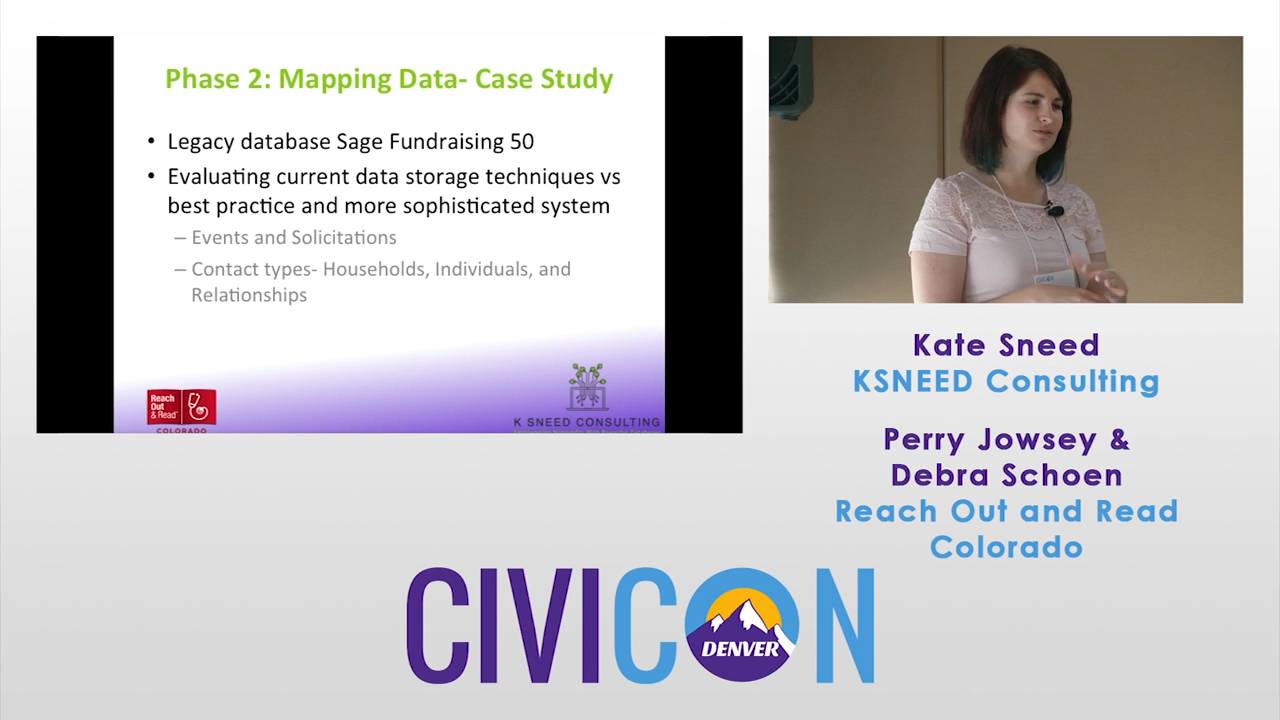 Phase 2: Mapping Data- Case Study
• Legacy database Sage Fundraising 50
• Evaluating current data storage techniques vs
best practice and more sophisticated system
– Events and Solicitations
– Contact types- Households, Individuals, and
Relationships
Reach
Out
& Read
COLORADO
K SNEED CONSULTING
Kate Sneed
KSNEED Consulting
Perry Jowsey &
Debra Schoen
Reach Out and Read
Colorado
CIVICON
DENVER